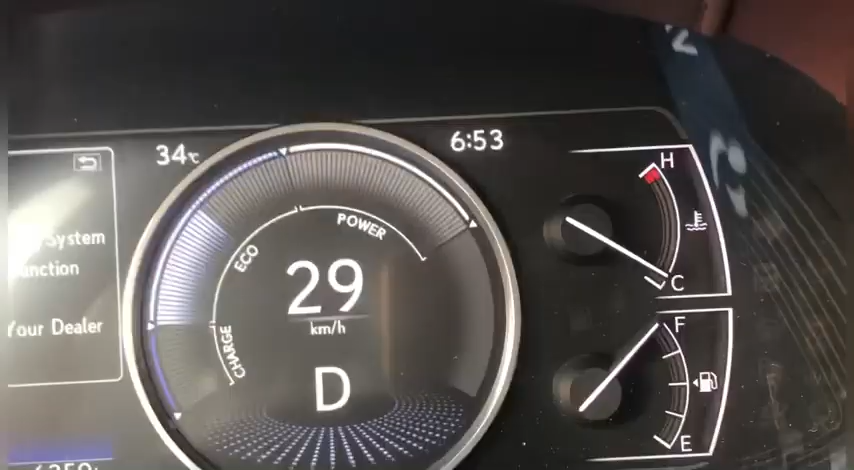 34°C
6:53
System
unction
Your Dealer
POWER
ECO
CHARGE
29
km/h
D
H
C
F
E